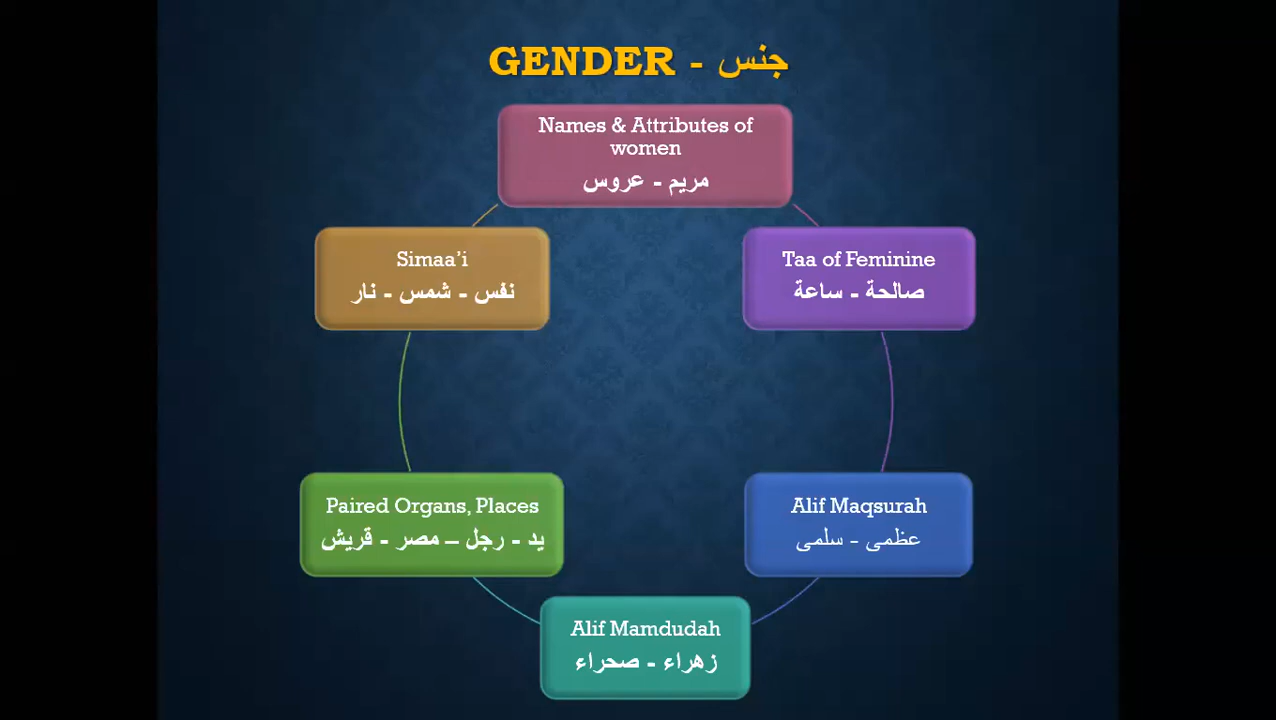 GENDER - جنس
Names & Attributes of
women
مريم - عروس
Taa of Feminine
صالحة - ساعة
Alif Maqsurah
عظمى - سلمى
Alif Mamdudah
زهراء - صحراء
Paired Organs, Places
يد - رجل – مصر - قريش
Simaa’i
نفس - شمس - نار